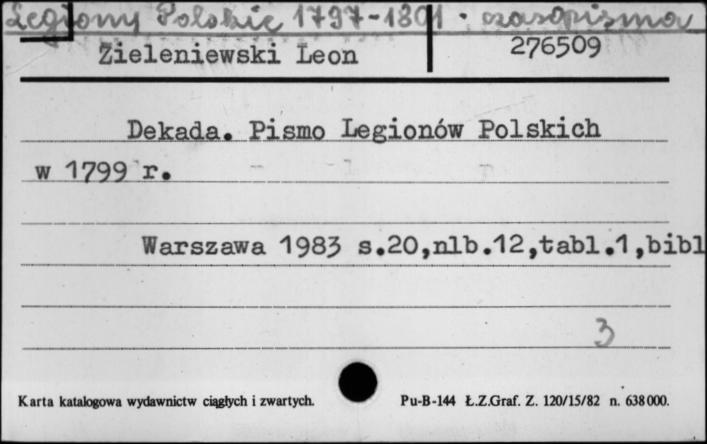 Legiony Polskie 1797-1801 · czasopisma
Zieleniewski Leon 276509
Dekada. Pismo Legionów Polskich
w 1799 r.
Warszawa 1983 s.20,nlb.12,tabl.1,bibl
3
Karta katalogowa wydawnictw ciągłych i zwartych. Pu-B-144 Ł.Z.Graf. Z. 120/15/82 n. 638000.